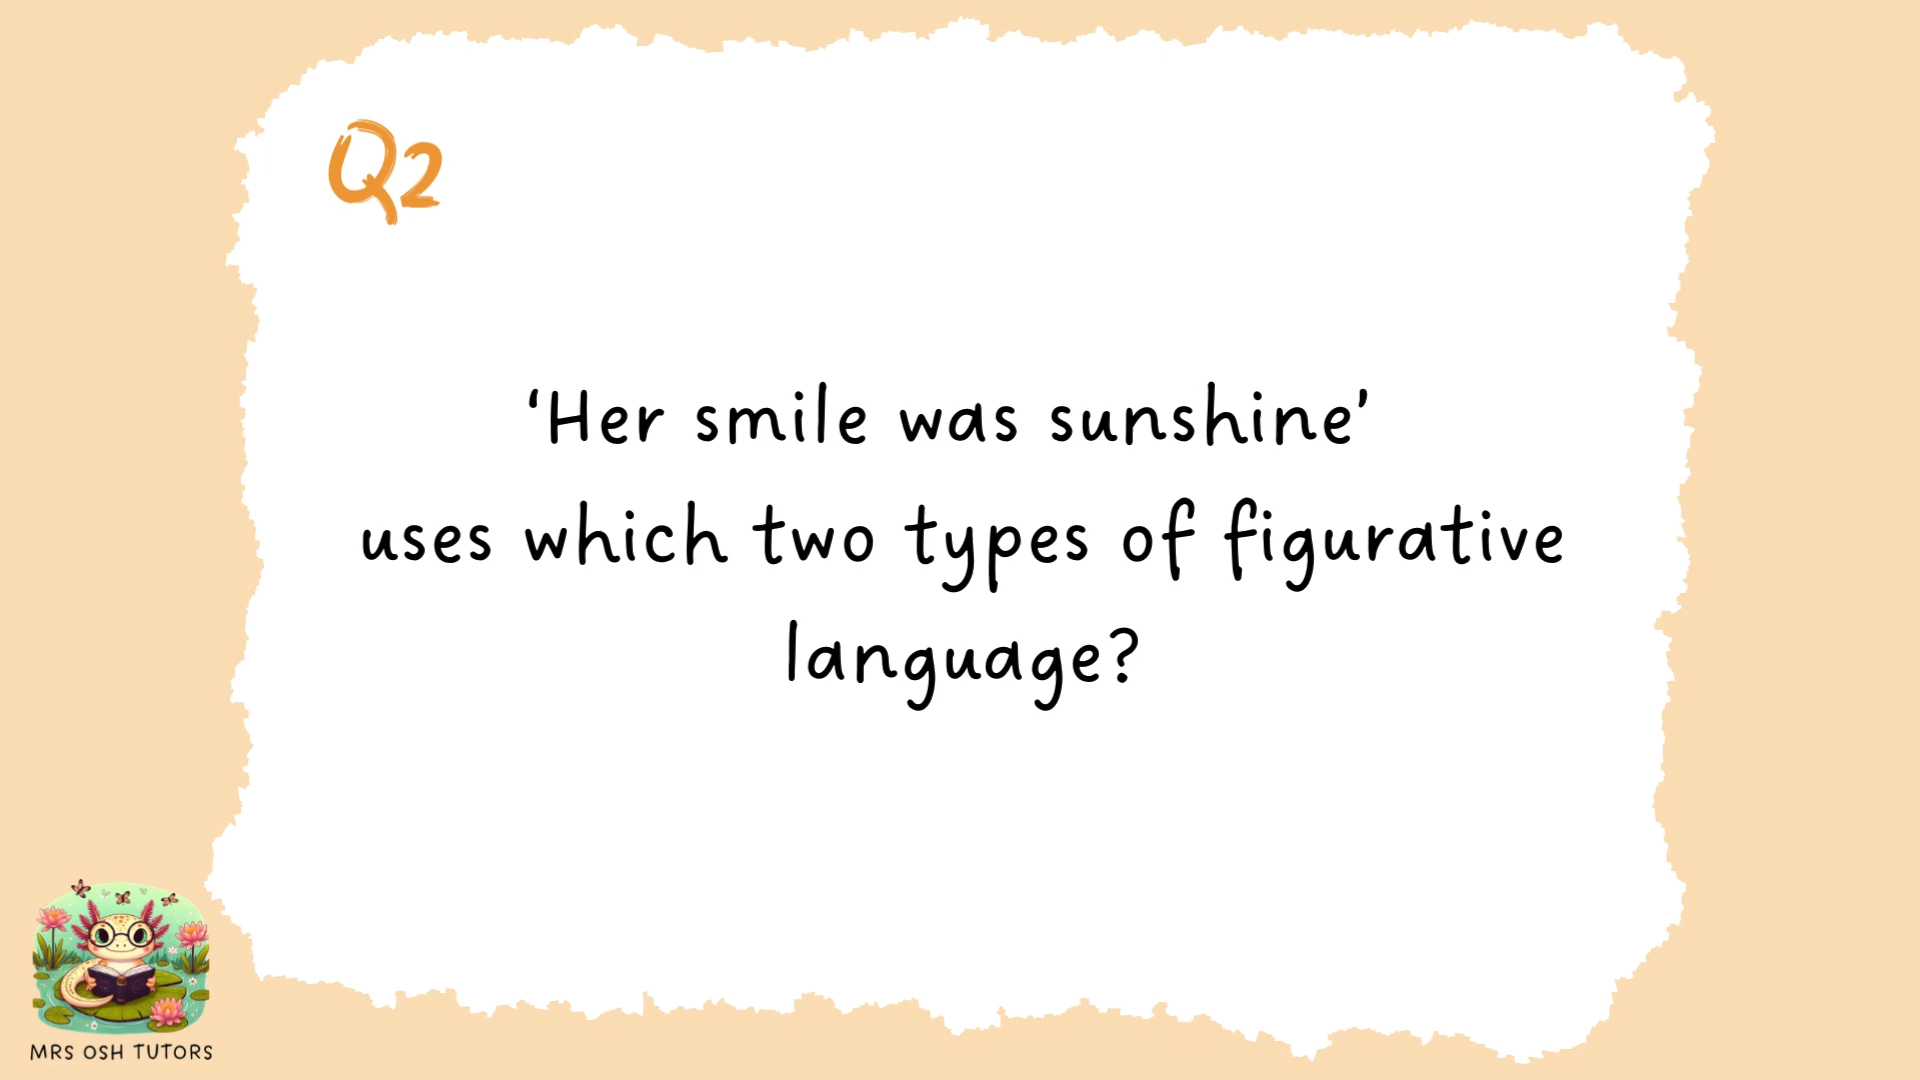 Q2
‘Her smile was sunshine’
uses which two types of figurative
language?
MRS OSH TUTORS